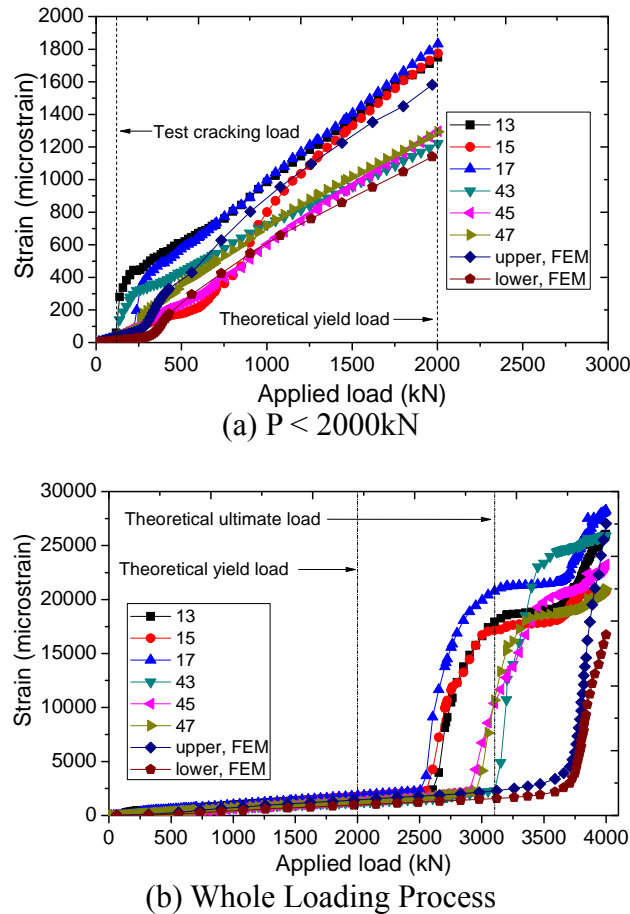 (a)
2000
1800
1600
1400
1200
1000
800
600
400
200
0
Strain (microstrain)
Test cracking load
Theoretical yield load
13
15
17
43
45
47
upper, FEM
lower, FEM
0 500 1000 1500 2000 2500 3000
Applied load (kN)
(a) P < 2000kN
(b)
30000
25000
20000
15000
10000
5000
0
Strain (microstrain)
Theoretical ultimate load
Theoretical yield load
13
15
17
43
45
47
upper, FEM
lower, FEM
0 500 1000 1500 2000 2500 3000 3500 4000
Applied load (kN)
(b) Whole Loading Process